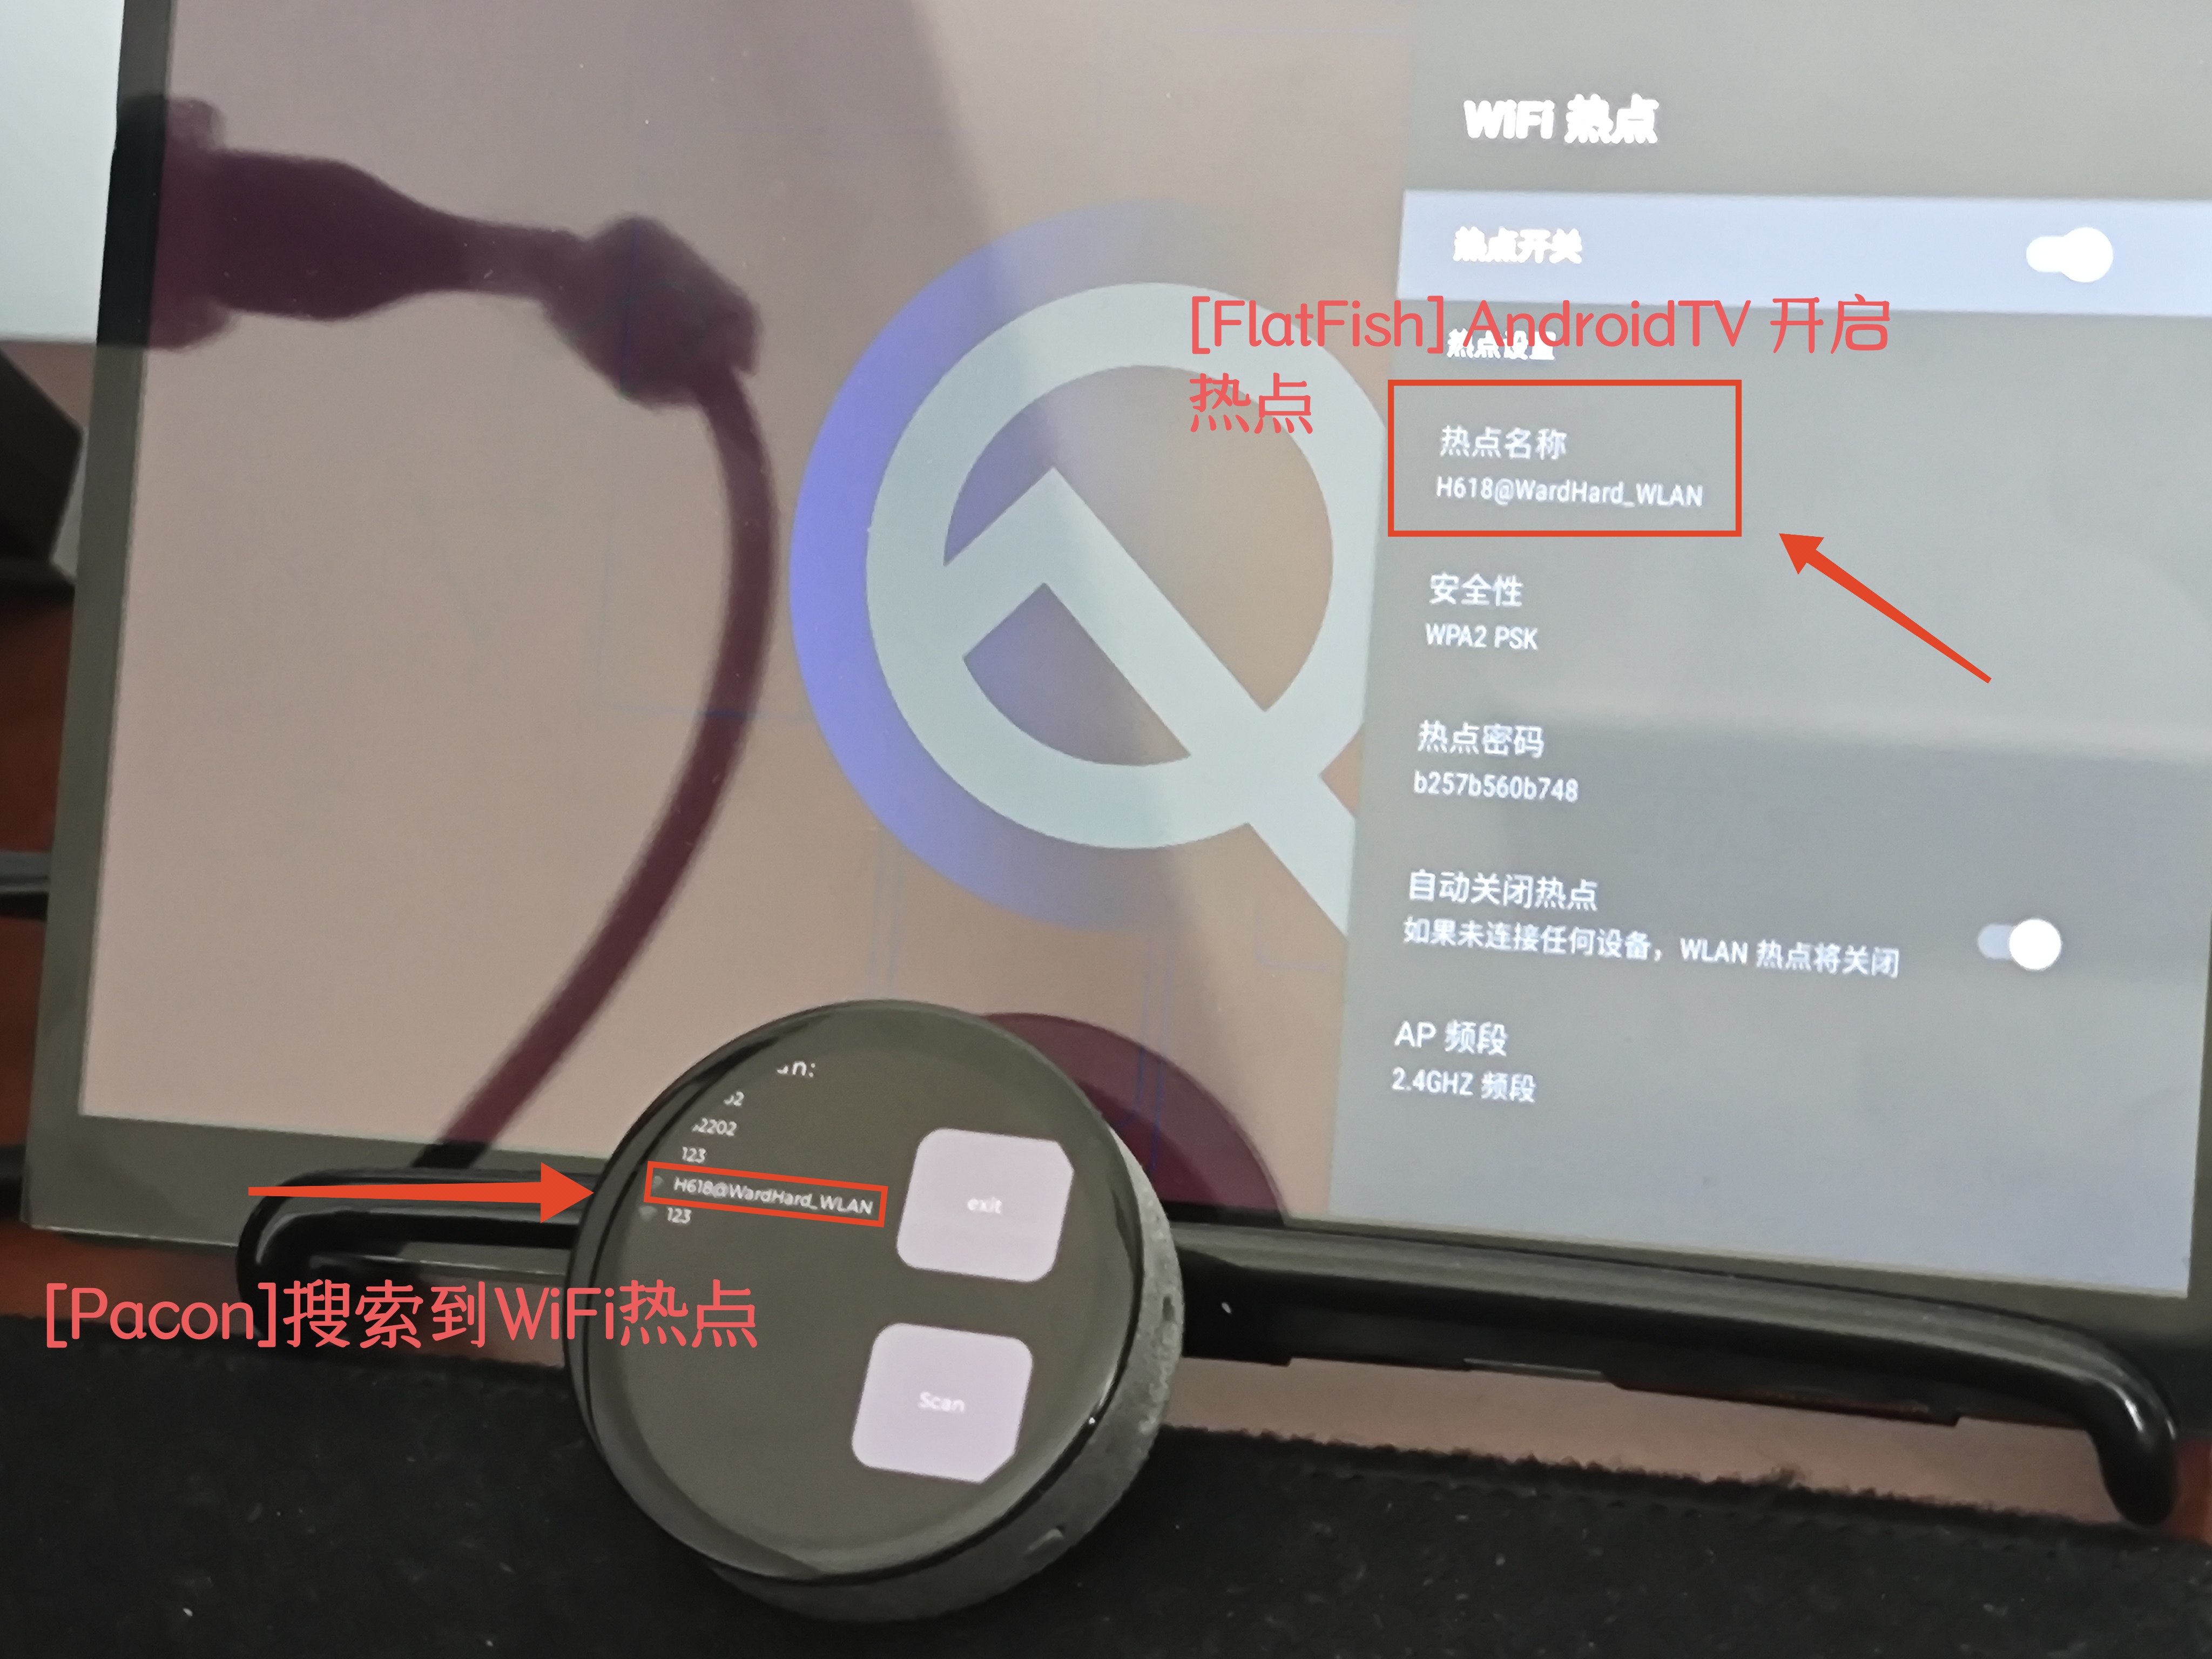 WiFi 热点
热点开关
[FlatFish] AndroidTV 开启
热点
热点设置
热点名称
H618@WardHard_WLAN
安全性
WPA2 PSK
热点密码
b257b560b748
自动关闭热点
如果未连接任何设备，WLAN 热点将关闭
AP 频段
2.4GHZ 频段
2202
123
H618@WardHard_WLAN
123
exit
Scan
[Pacon]搜索到WiFi热点